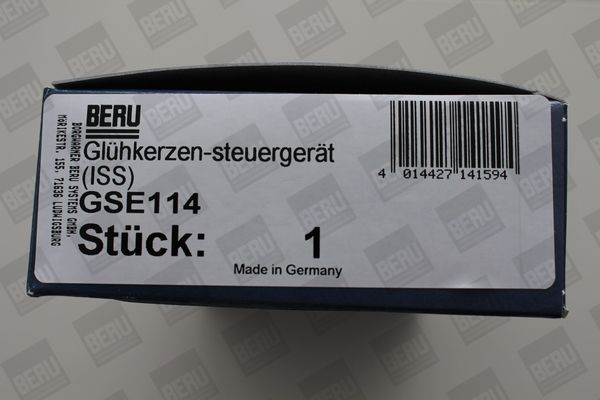 BERU
Glühkerzen-steuergerät
(ISS)
GSE114
Stück: 1
Made in Germany
4 014427 141594
BORGWARNER BERU SYSTEMS GMBH,
MÖRIKESTR. 155, 71636 LUDWIGSBURG